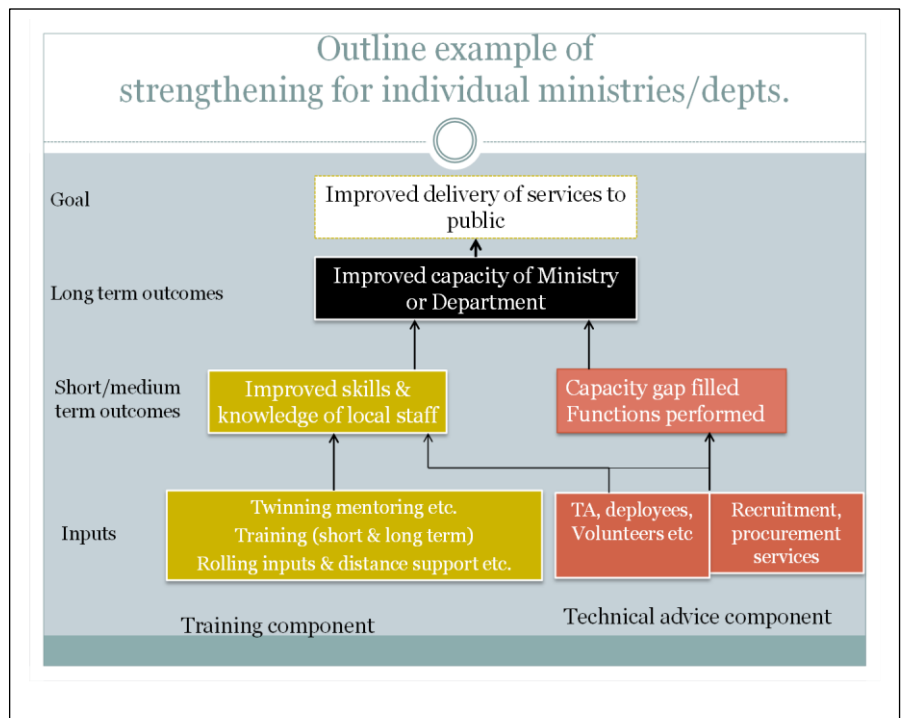 Outline example of
strengthening for individual ministries/depts.
Goal
Improved delivery of services to
public
Long term outcomes
Improved capacity of Ministry
or Department
Short/medium
term outcomes
Improved skills &
knowledge of local staff
Capacity gap filled
Functions performed
Inputs
Twinning mentoring etc.
Training (short & long term)
Rolling inputs & distance support etc.
TA, deployees,
Volunteers etc
Recruitment,
procurement
services
Training component
Technical advice component